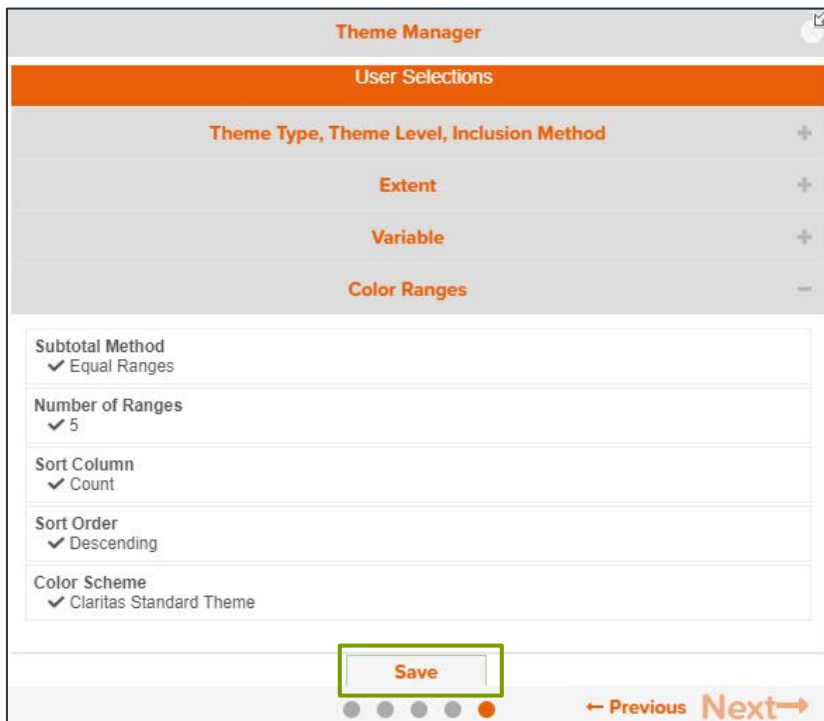 Theme Manager
User Selections
Theme Type, Theme Level, Inclusion Method
Extent
Variable
Color Ranges
Subtotal Method
✔ Equal Ranges
Number of Ranges
✔ 5
Sort Column
✔ Count
Sort Order
✔ Descending
Color Scheme
✔ Claritas Standard Theme
Save
← Previous Next→